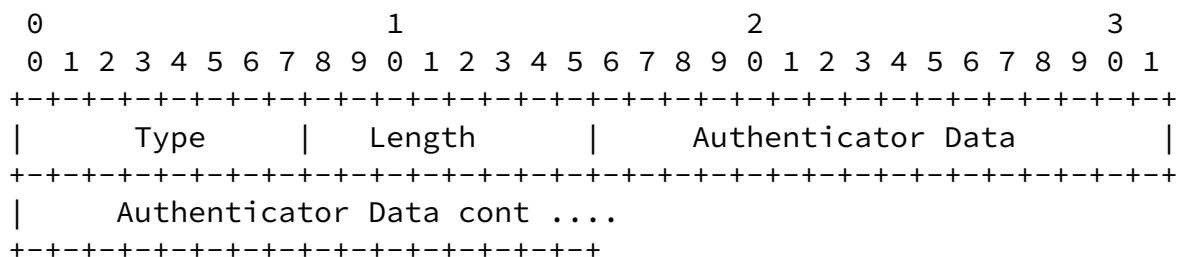 0                   1                   2                   3
 0 1 2 3 4 5 6 7 8 9 0 1 2 3 4 5 6 7 8 9 0 1 2 3 4 5 6 7 8 9 0 1
+-+-+-+-+-+-+-+-+-+-+-+-+-+-+-+-+-+-+-+-+-+-+-+-+-+-+-+-+-+-+-+-+
|      Type     |   Length      |     Authenticator Data        |
+-+-+-+-+-+-+-+-+-+-+-+-+-+-+-+-+-+-+-+-+-+-+-+-+-+-+-+-+-+-+-+-+
|     Authenticator Data cont ....
+-+-+-+-+-+-+-+-+-+-+-+-+-+-+-+-+